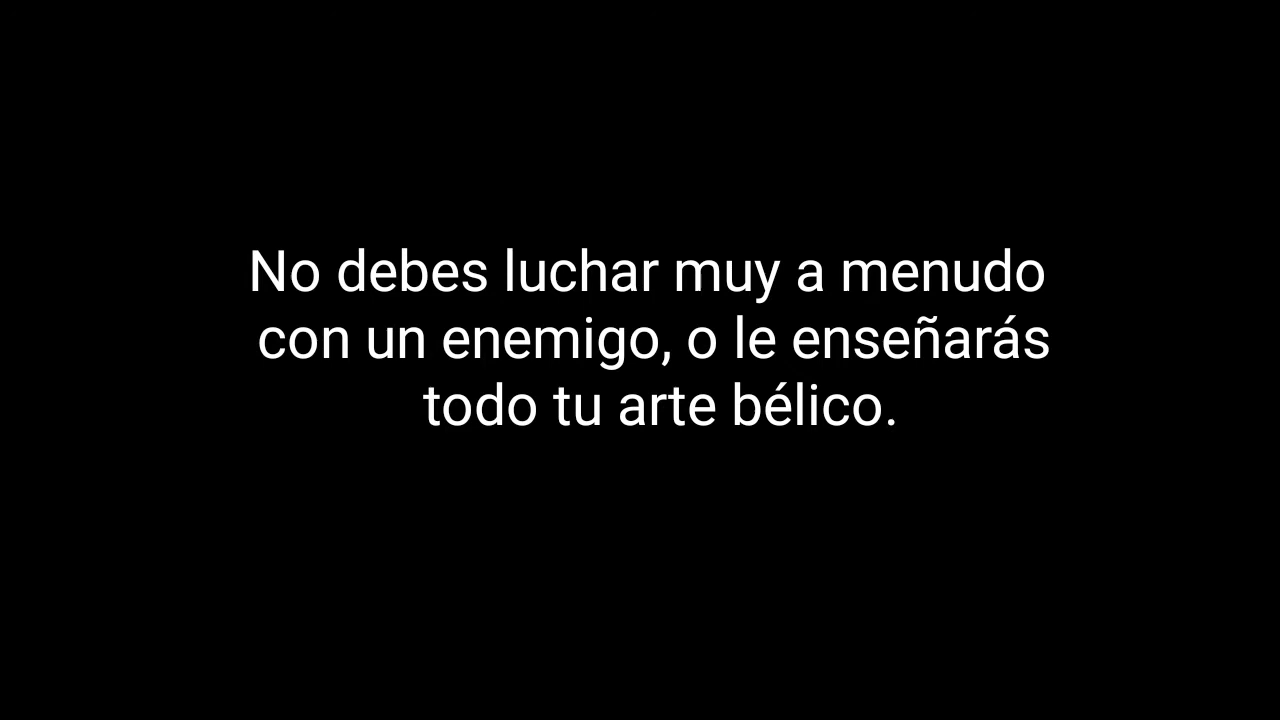 No debes luchar muy a menudo
con un enemigo, o le enseñarás
todo tu arte bélico.